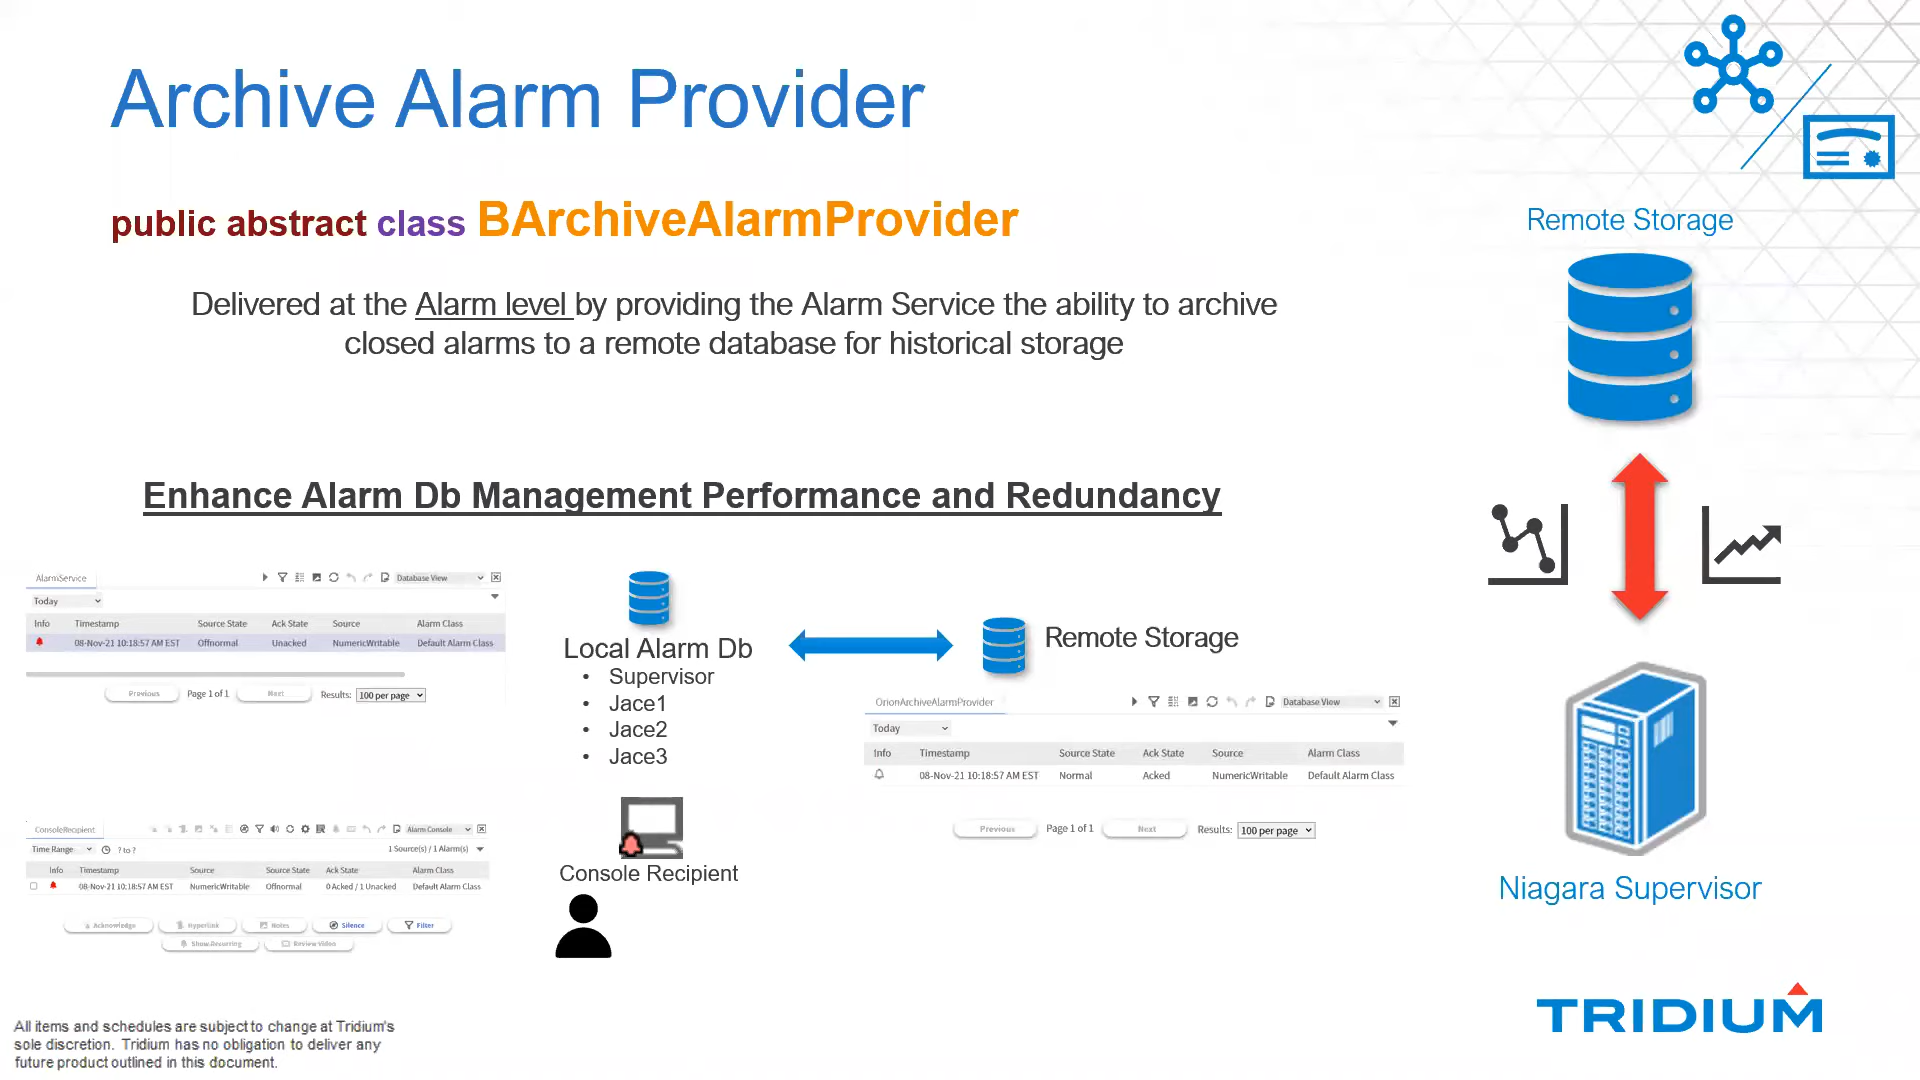 Archive Alarm Provider
public abstract class BArchiveAlarmProvider
Delivered at the Alarm level by providing the Alarm Service the ability to archive
closed alarms to a remote database for historical storage
Remote Storage
Enhance Alarm Db Management Performance and Redundancy
AlarmService
Database View
Today
Info Timestamp Source State Ack State Source Alarm Class
08-Nov-21 10:18:57 AM EST Offnormal Unacked NumericWritable Default Alarm Class
Previous Page 1 of 1 Next Results: 100 per page
Local Alarm Db
• Supervisor
• Jace1
• Jace2
• Jace3
Remote Storage
OrionArchiveAlarmProvider
Database View
Today
Info Timestamp Source State Ack State Source Alarm Class
08-Nov-21 10:18:57 AM EST Normal Acked NumericWritable Default Alarm Class
Previous Page 1 of 1 Next Results: 100 per page
ConsoleRecipient
Alarm Console
Time Range ? to ? 1 Source(s) / 1 Alarm(s)
Info Timestamp Source Source State Ack State Alarm Class
08-Nov-21 10:18:57 AM EST NumericWritable Offnormal 0 Acked / 1 Unacked Default Alarm Class
Acknowledge Hyperlink Notes Silence Filter
Show Recurring Review Video
Console Recipient
Niagara Supervisor
TRIDIUM
All items and schedules are subject to change at Tridium's
sole discretion. Tridium has no obligation to deliver any
future product outlined in this document.